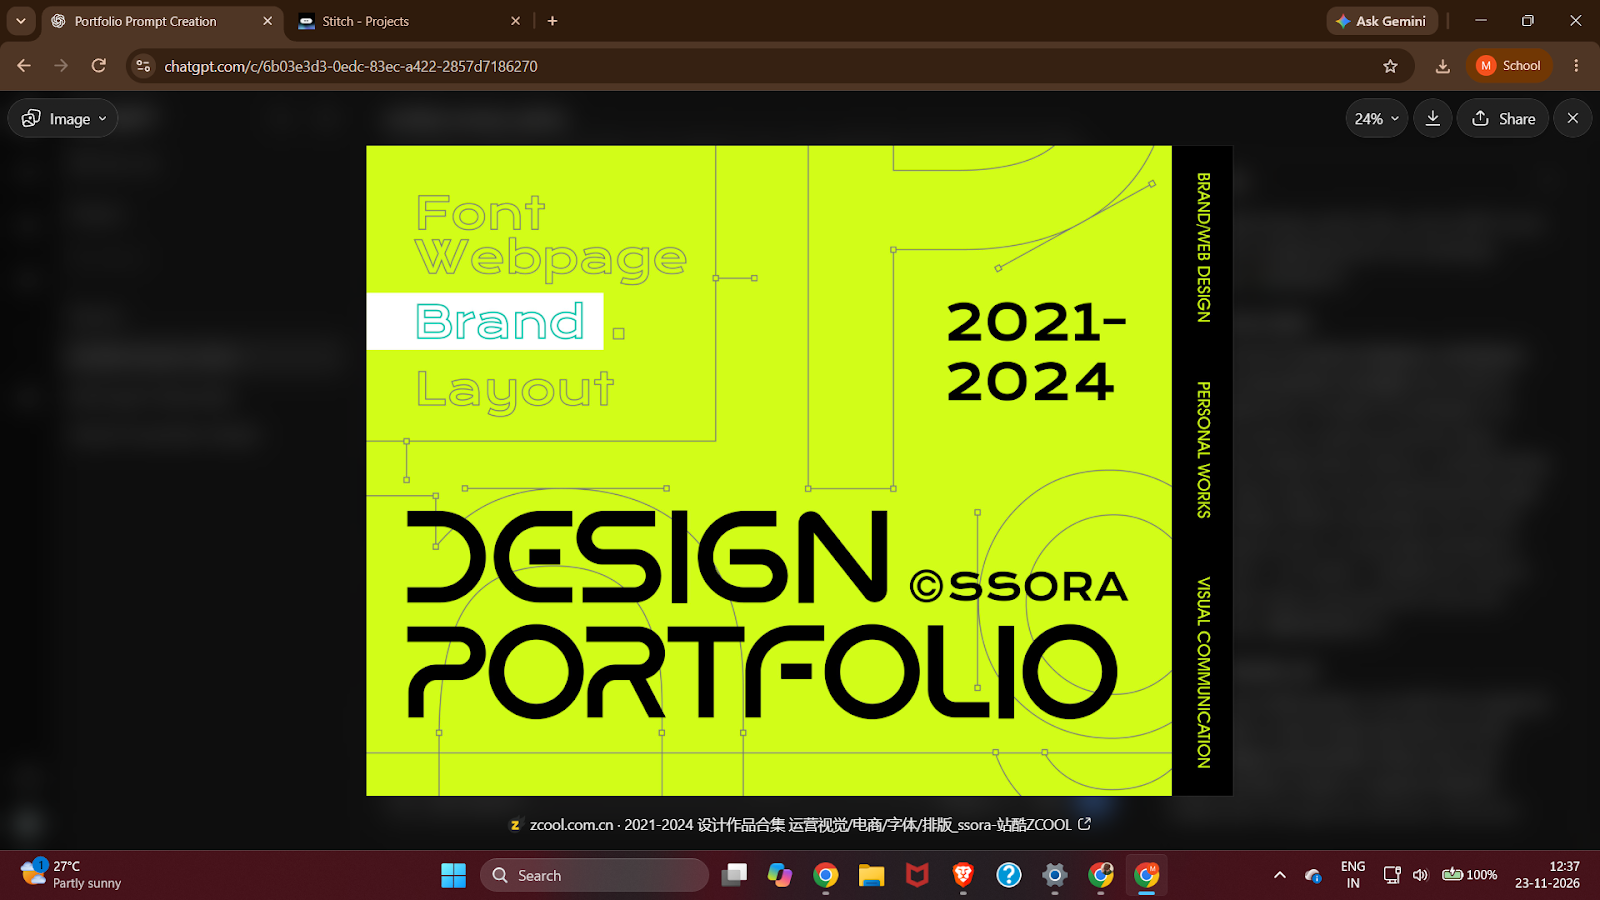 Portfolio Prompt Creation
Stitch - Projects
Ask Gemini
chatgpt.com/c/6b03e3d3-0edc-83ec-a422-2857d7186270
M
School
Image
24%
Share
Font
Webpage
Brand
Layout
2021-
2024
DESIGN
©SSORA
PORTFOLIO
BRAND/WEB DESIGN
PERSONAL WORKS
VISUAL COMMUNICATION
zcool.com.cn · 2021-2024 设计作品合集 运营视觉/电商/字体/排版_ssora-站酷ZCOOL
1
27°C
Partly sunny
Search
ENG
IN
100%
12:37
23-11-2026